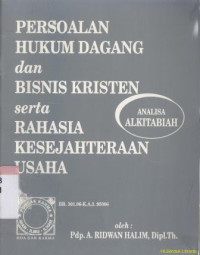 PERSOALAN
HUKUM DAGANG
dan
BISNIS KRISTEN
serta
RAHASIA
KESEJAHTERAAN
USAHA
ANALISA
ALKITABIAH
oleh :
Pdp. A. RIDWAN HALIM, Dipl.Th.